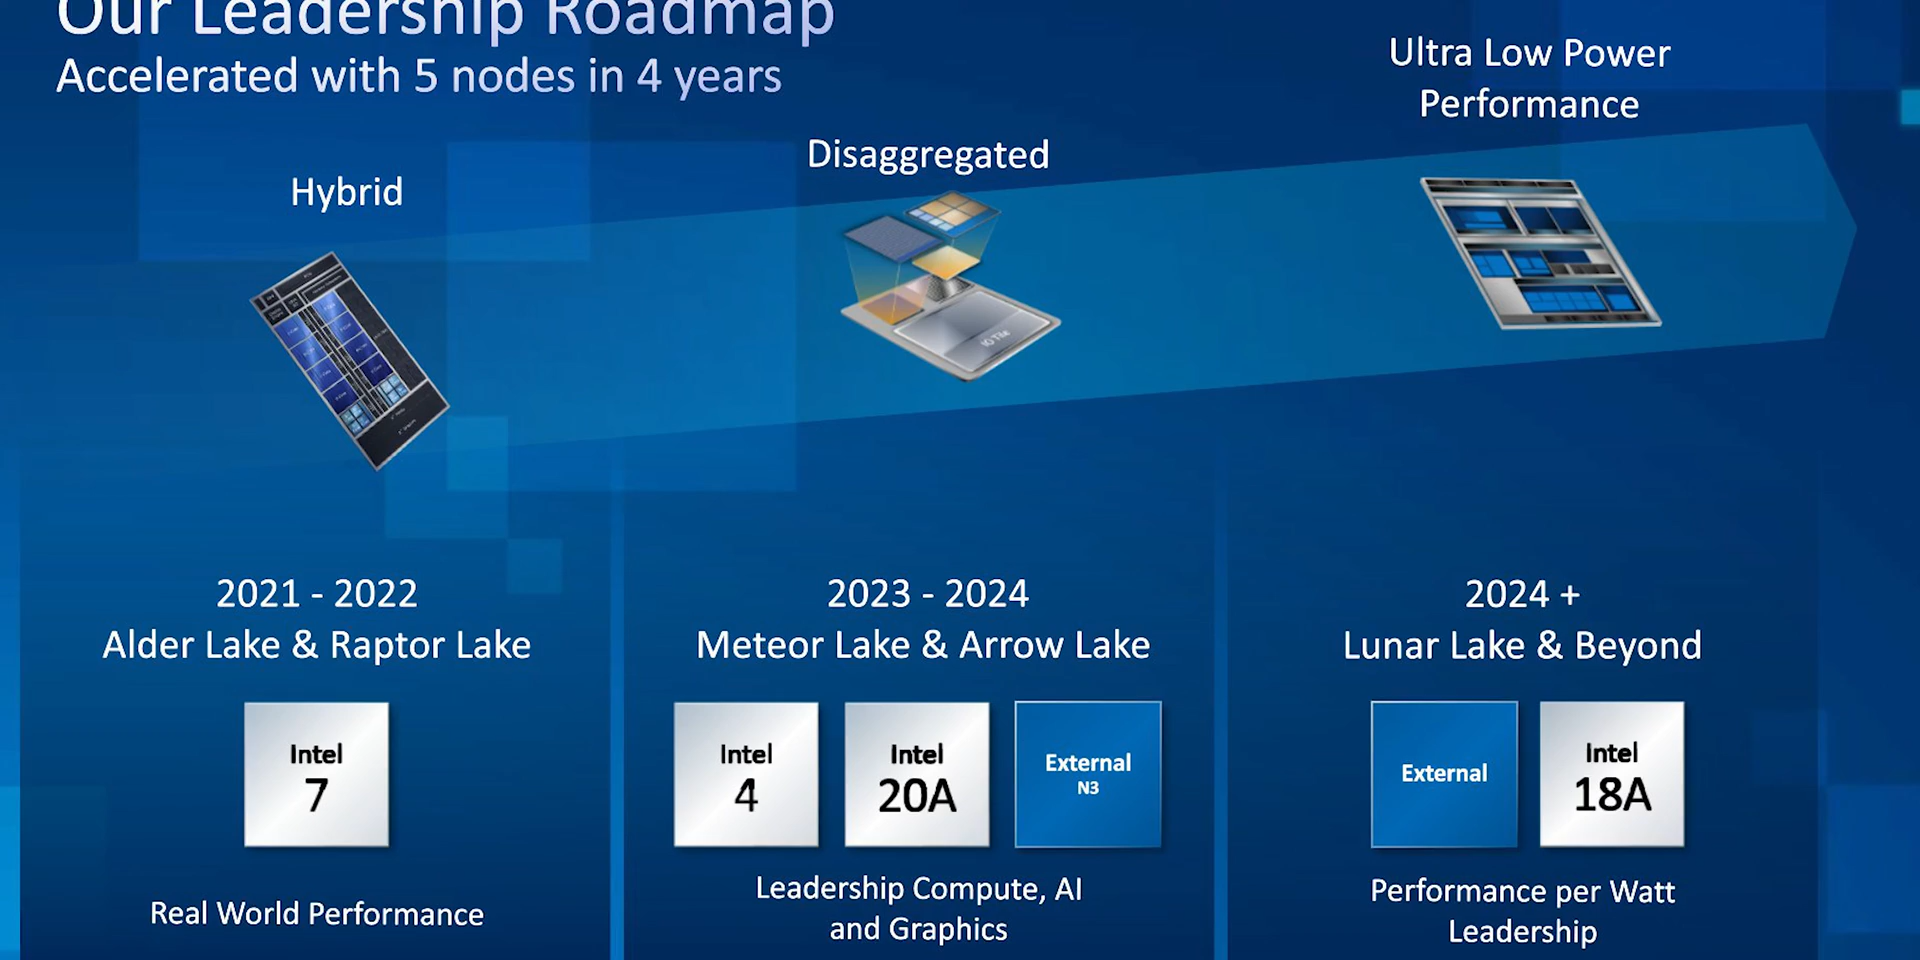 Our Leadership Roadmap
Accelerated with 5 nodes in 4 years
Hybrid
Disaggregated
Ultra Low Power
Performance
IO Tile
2021 - 2022
Alder Lake & Raptor Lake
Intel
7
Real World Performance
2023 - 2024
Meteor Lake & Arrow Lake
Intel
4
Intel
20A
External
N3
Leadership Compute, AI
and Graphics
2024 +
Lunar Lake & Beyond
External
Intel
18A
Performance per Watt
Leadership